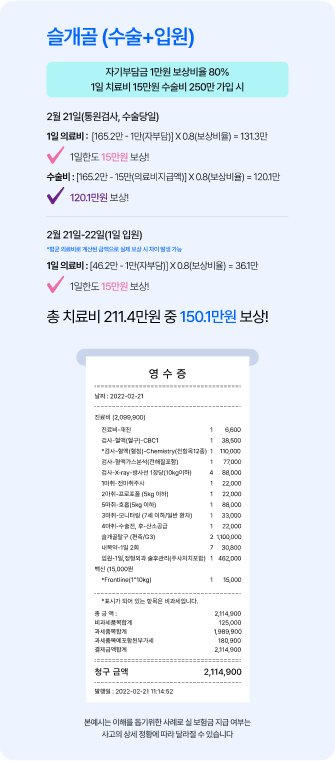 슬개골 (수술+입원)
자기부담금 1만원 보상비율 80%
1일 치료비 15만원 수술비 250만 가입 시
2월 21일(통원검사, 수술당일)
1일 의료비 : [165.2만 - 1만(자부담)] X 0.8(보상비율) = 131.3만
1일한도 15만원 보상!
수술비 : [165.2만 - 15만(의료비지급액)] X 0.8(보상비율) = 120.1만
120.1만원 보상!
2월 21일-22일(1일 입원)
*평균 의료비로 계산된 금액으로 실제 보상 시 차이 발생 가능
1일 의료비 : [46.2만 - 1만(자부담)] X 0.8(보상비율) = 36.1만
1일한도 15만원 보상!
총 치료비 211.4만원 중 150.1만원 보상!
영 수 증
날짜 : 2022-02-21
진료비 (2,099,900)
진료비-재진 1 6,600
검사-혈액(혈구)-CBC1 1 38,500
*검사-혈액(혈청)-Chemistry(전항목12종) 1 110,000
검사-혈액가스분석(전해질포함) 1 77,000
검사-X-ray-방사선 1장당(10kg이하) 4 88,000
1마취-전마취주사 1 22,000
2마취-프로포폴 (5kg 이하) 1 22,000
5마취-호흡(5kg 이하) 1 88,000
3마취-모니터링 (7세 이하/일반 환자) 1 33,000
4마취-수술전, 후-산소공급 1 22,000
슬개골탈구 (편측/G3) 2 1,100,000
내복약-1일 2회 7 30,800
입원-1일,정형외과 술후관리(주사처치포함) 1 462,000
백신 (15,000원
*Frontline(1~10kg) 1 15,000
*표시가 되어 있는 항목은 비과세입니다.
총 금 액 : 2,114,900
비과세품목합계 125,000
과세품목합계 1,989,900
과세품목에포함된부가세 180,900
결제금액합계 2,114,900
청구 금액 2,114,900
발행일 : 2022-02-21 11:14:52
본예시는 이해를 돕기위한 사례로 실 보험금 지급 여부는
사고의 상세 정황에 따라 달라질 수 있습니다